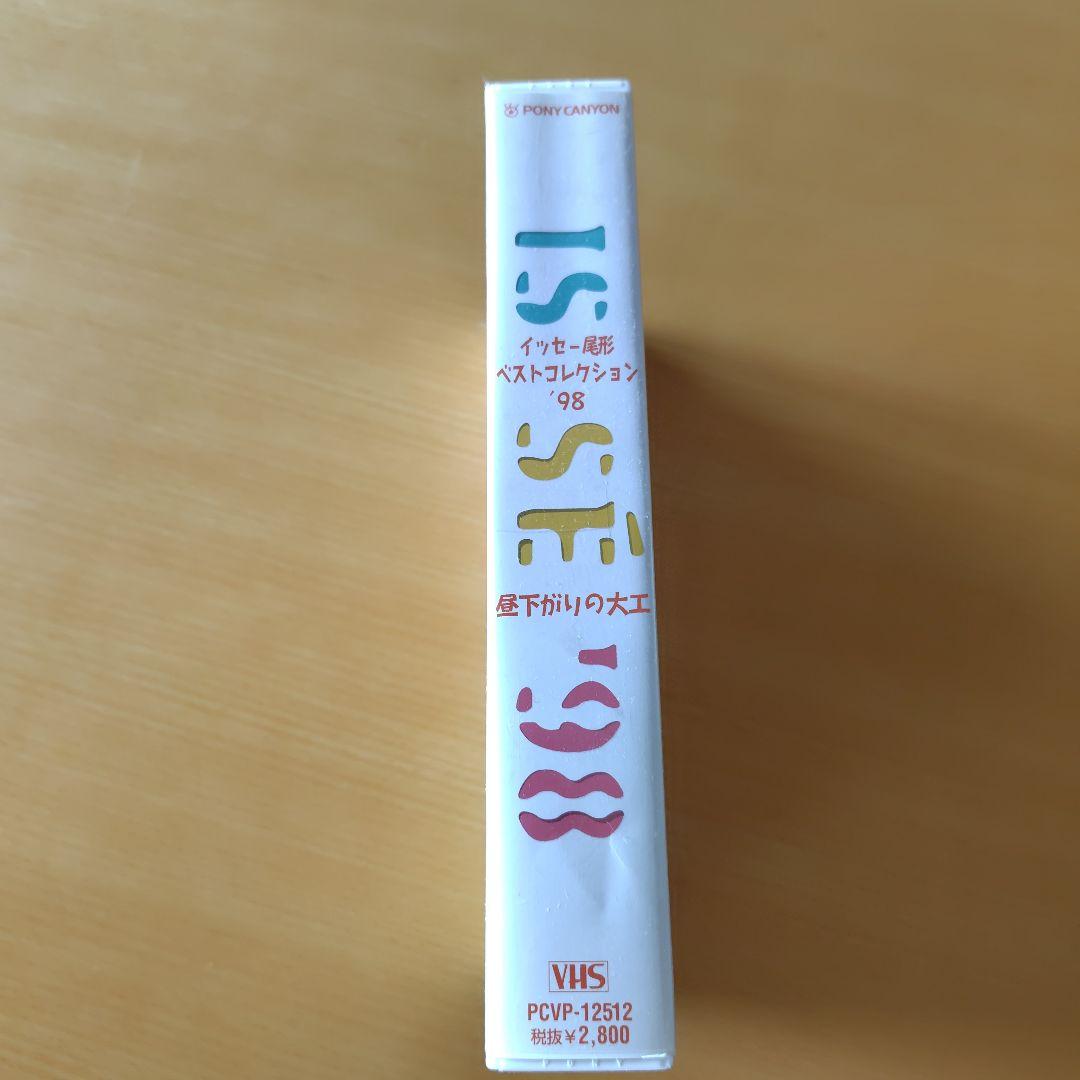 PONY CANYON
IS
イッセー尾形
ベストコレクション
'98
SÉ
昼下がりの大工
'98
VHS
PCVP-12512
税抜¥2,800